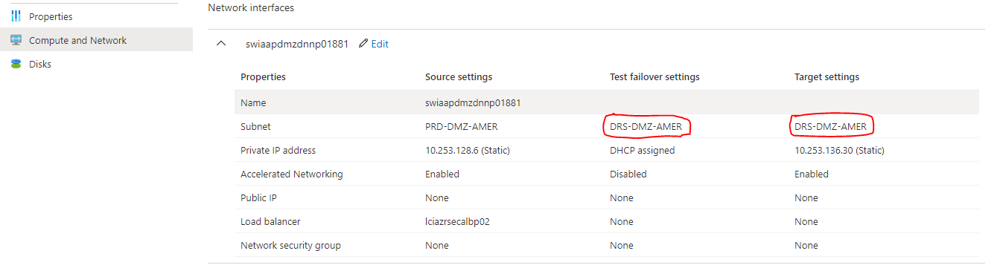 Network interfaces
Properties
Compute and Network
Disks
swiaapdmzdnnp01881 Edit
Properties Source settings Test failover settings Target settings
Name swiaapdmzdnnp01881
Subnet PRD-DMZ-AMER DRS-DMZ-AMER DRS-DMZ-AMER
Private IP address 10.253.128.6 (Static) DHCP assigned 10.253.136.30 (Static)
Accelerated Networking Enabled Disabled Enabled
Public IP None None None
Load balancer lciazrsecalbp02 None None
Network security group None None None